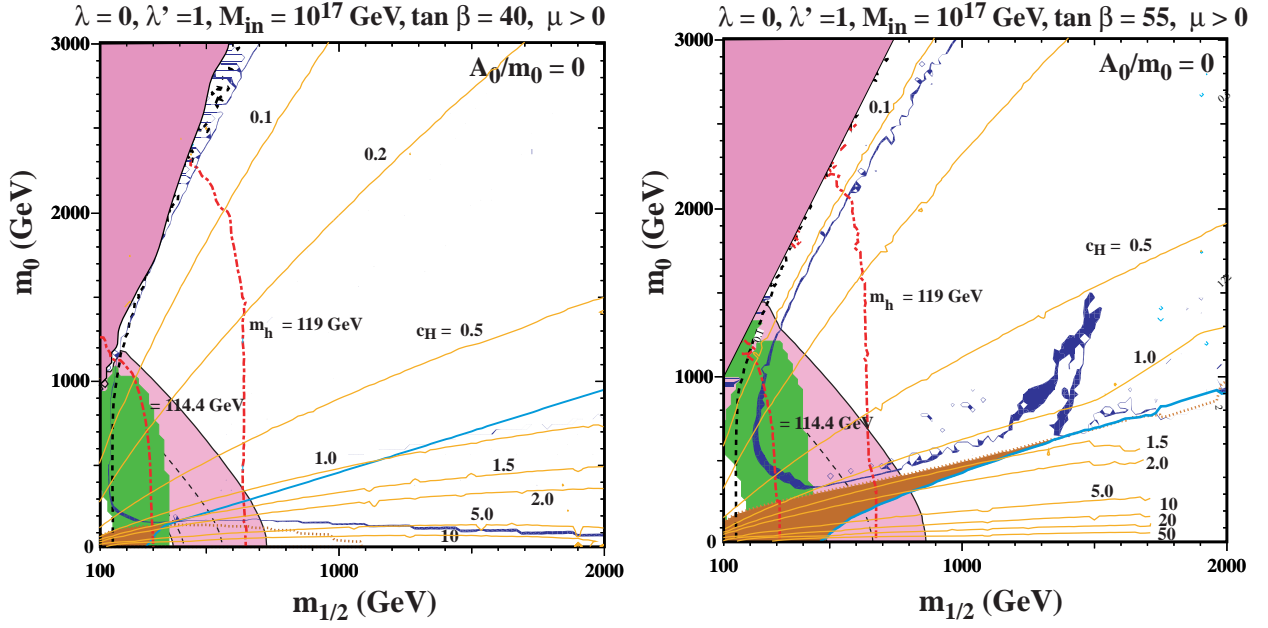 λ = 0, λ' =1, M_in = 10^17 GeV, tan β = 40, μ > 0
A_0/m_0 = 0
3000
2000
1000
0
m_0 (GeV)
0.1
0.2
m_h = 119 GeV
c_H = 0.5
= 114.4 GeV
1.0
1.5
2.0
5.0
10
100
1000
2000
m_1/2 (GeV)
λ = 0, λ' =1, M_in = 10^17 GeV, tan β = 55, μ > 0
A_0/m_0 = 0
3000
2000
1000
0
m_0 (GeV)
0.1
c_H = 0.5
m_h = 119 GeV
0.1
1.0
= 114.4 GeV
1.5
2.0
5.0
10
20
50
100
1000
2000
m_1/2 (GeV)